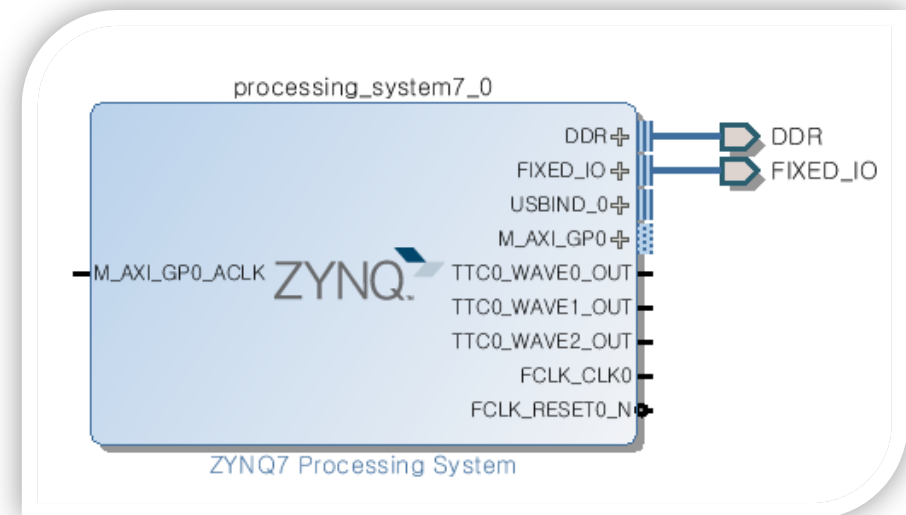 processing_system7_0
DDR
FIXED_IO
USBIND_0
M_AXI_GP0
M_AXI_GP0_ACLK
ZYNQ
TTC0_WAVE0_OUT
TTC0_WAVE1_OUT
TTC0_WAVE2_OUT
FCLK_CLK0
FCLK_RESET0_N
DDR
FIXED_IO
ZYNQ7 Processing System